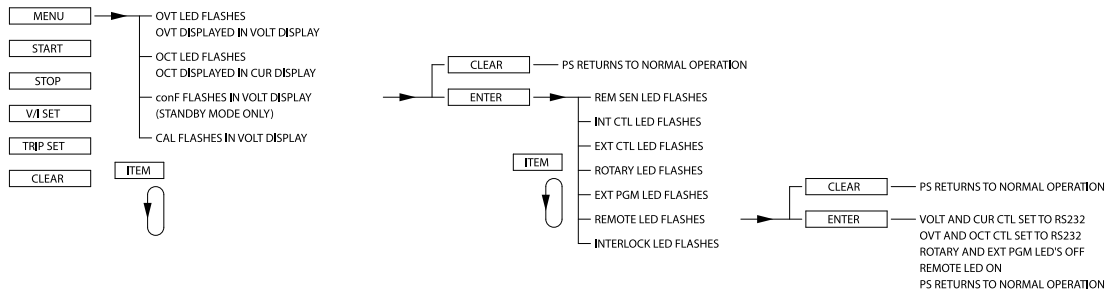 MENU
START
STOP
V/I SET
TRIP SET
CLEAR
OVT LED FLASHES
OVT DISPLAYED IN VOLT DISPLAY
OCT LED FLASHES
OCT DISPLAYED IN CUR DISPLAY
conF FLASHES IN VOLT DISPLAY
(STANDBY MODE ONLY)
CAL FLASHES IN VOLT DISPLAY
ITEM
CLEAR
PS RETURNS TO NORMAL OPERATION
ENTER
REM SEN LED FLASHES
INT CTL LED FLASHES
EXT CTL LED FLASHES
ROTARY LED FLASHES
EXT PGM LED FLASHES
REMOTE LED FLASHES
INTERLOCK LED FLASHES
ITEM
CLEAR
PS RETURNS TO NORMAL OPERATION
ENTER
VOLT AND CUR CTL SET TO RS232
OVT AND OCT CTL SET TO RS232
ROTARY AND EXT PGM LED'S OFF
REMOTE LED ON
PS RETURNS TO NORMAL OPERATION